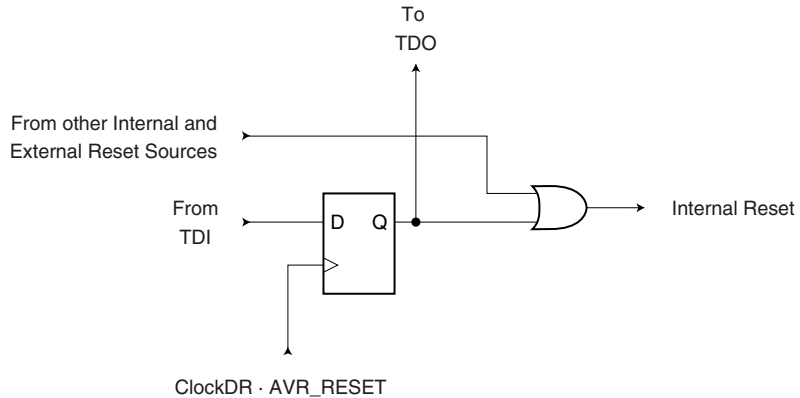 To
TDO
From other Internal and
External Reset Sources
From
TDI
D
Q
Internal Reset
ClockDR · AVR_RESET